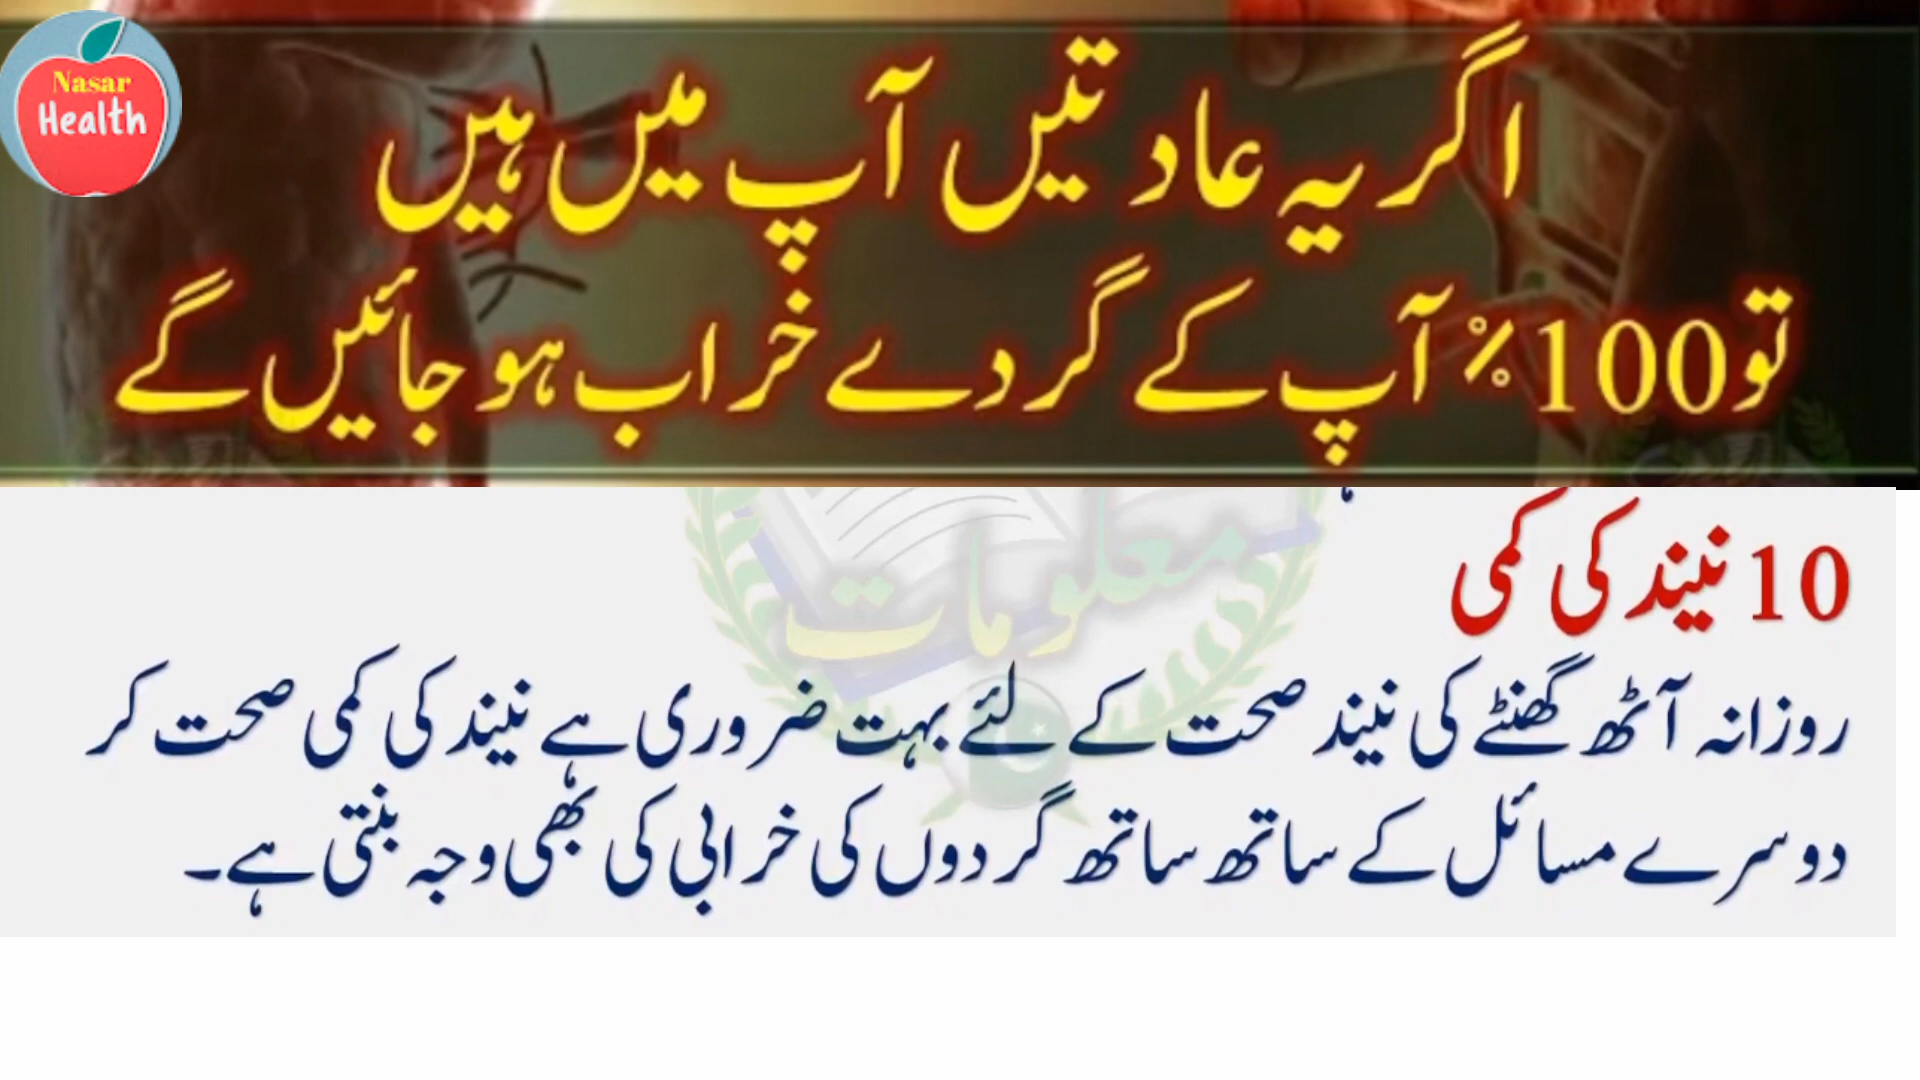 Nasar
Health
اگر یہ عادتیں آپ میں ہیں
تو 100% آپ کے گردے خراب ہو جائیں گے
معلومات
10 نیند کی کمی
روزانہ آٹھ گھنٹے کی نیند صحت کے لئے بہت ضروری ہے نیند کی کمی صحت کر
دوسرے مسائل کے ساتھ ساتھ گردوں کی خرابی کی بھی وجہ بنتی ہے۔